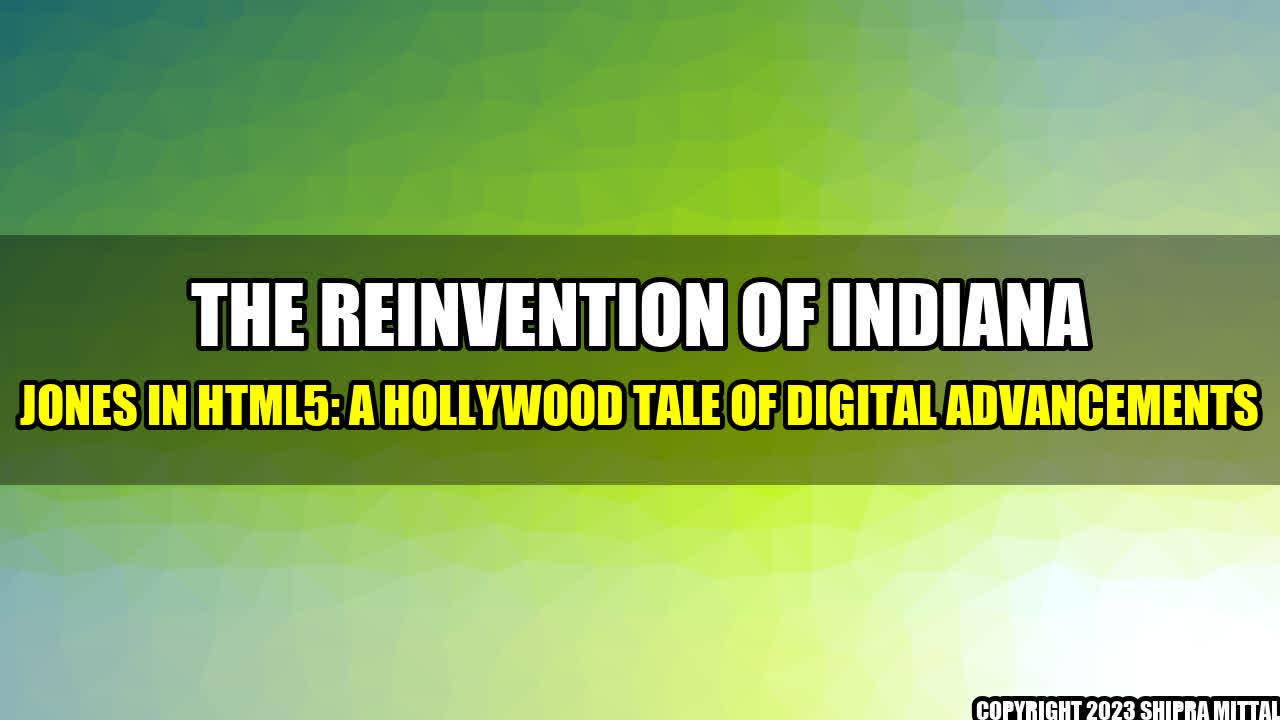 THE REINVENTION OF INDIANA
JONES IN HTML5: A HOLLYWOOD TALE OF DIGITAL ADVANCEMENTS
COPYRIGHT 2023 SHIPRA MITTAL